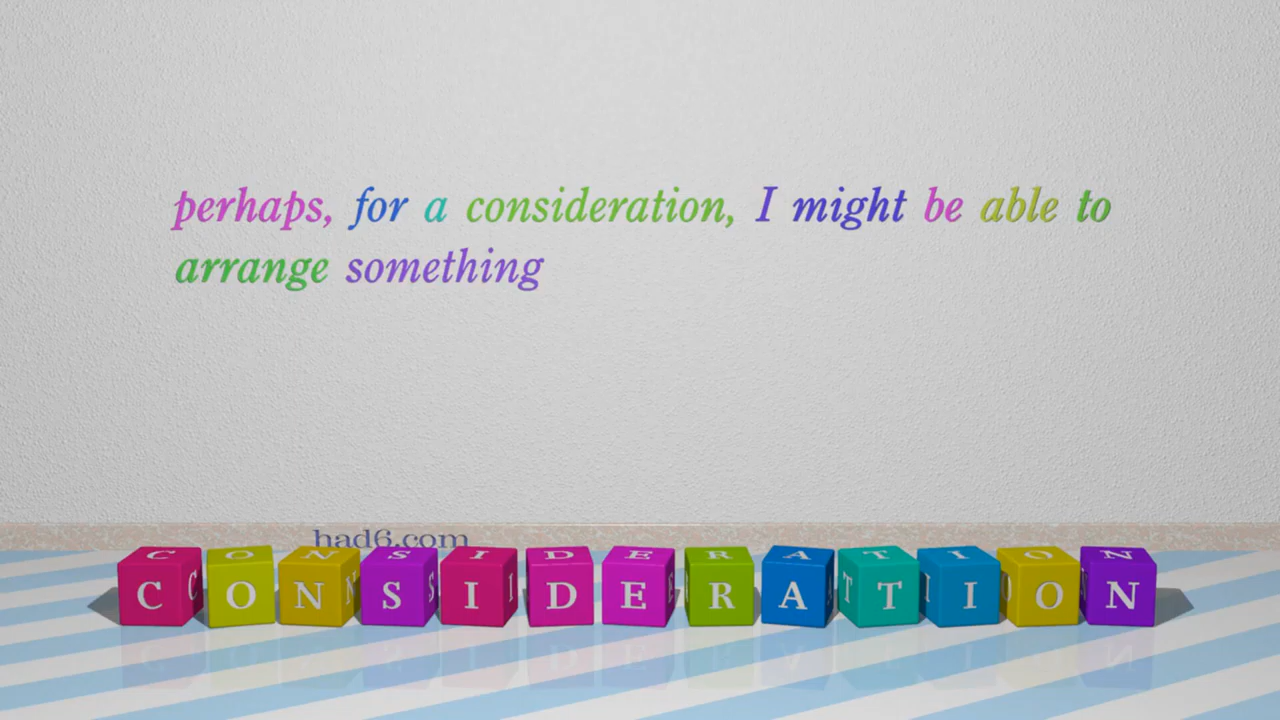 perhaps, for a consideration, I might be able to
arrange something
had6.com
CONSIDERATION